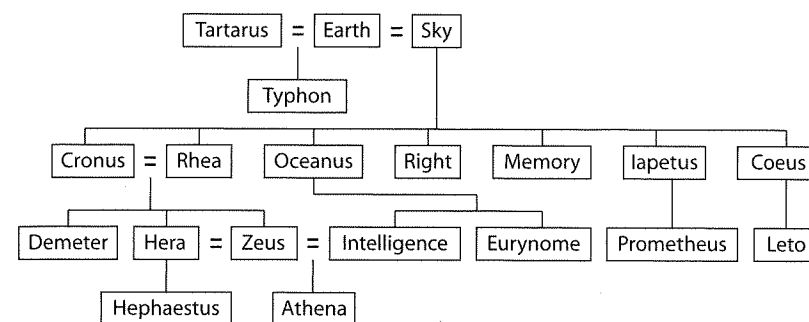 Tartarus = Earth = Sky
Typhon
Cronus = Rhea Oceanus Right Memory Iapetus Coeus
Demeter Hera = Zeus = Intelligence Eurynome Prometheus Leto
Hephaestus Athena